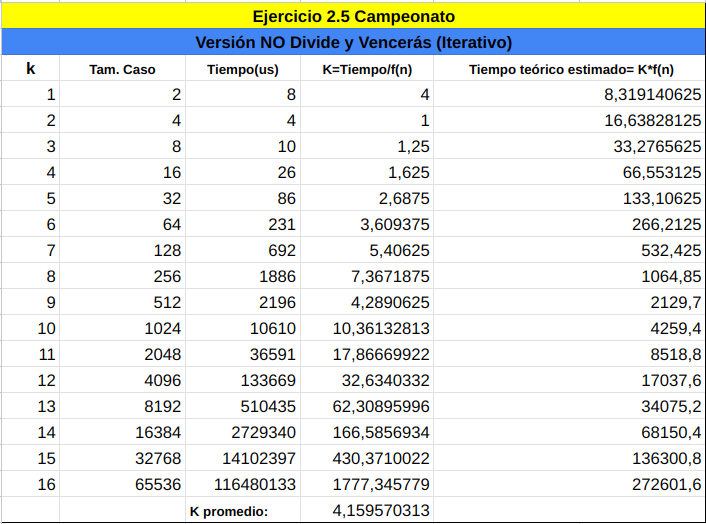 Ejercicio 2.5 Campeonato
Versión NO Divide y Vencerás (Iterativo)
k Tam. Caso Tiempo(us) K=Tiempo/f(n) Tiempo teórico estimado= K*f(n)
1 2 8 4 8,319140625
2 4 4 1 16,63828125
3 8 10 1,25 33,2765625
4 16 26 1,625 66,553125
5 32 86 2,6875 133,10625
6 64 231 3,609375 266,2125
7 128 692 5,40625 532,425
8 256 1886 7,3671875 1064,85
9 512 2196 4,2890625 2129,7
10 1024 10610 10,36132813 4259,4
11 2048 36591 17,86669922 8518,8
12 4096 133669 32,6340332 17037,6
13 8192 510435 62,30895996 34075,2
14 16384 2729340 166,5856934 68150,4
15 32768 14102397 430,3710022 136300,8
16 65536 116480133 1777,345779 272601,6
K promedio: 4,159570313